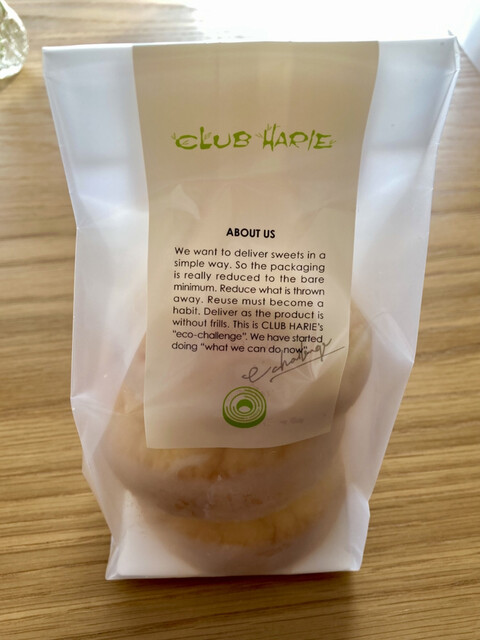 CLUB HARIE
ABOUT US
We want to deliver sweets in a
simple way. So the packaging
is really reduced to the bare
minimum. Reduce what is thrown
away. Reuse must become a
habit. Deliver as the product is
without frills. This is CLUB HARIE's
"eco-challenge". We have started
doing "what we can do now".
e challenge